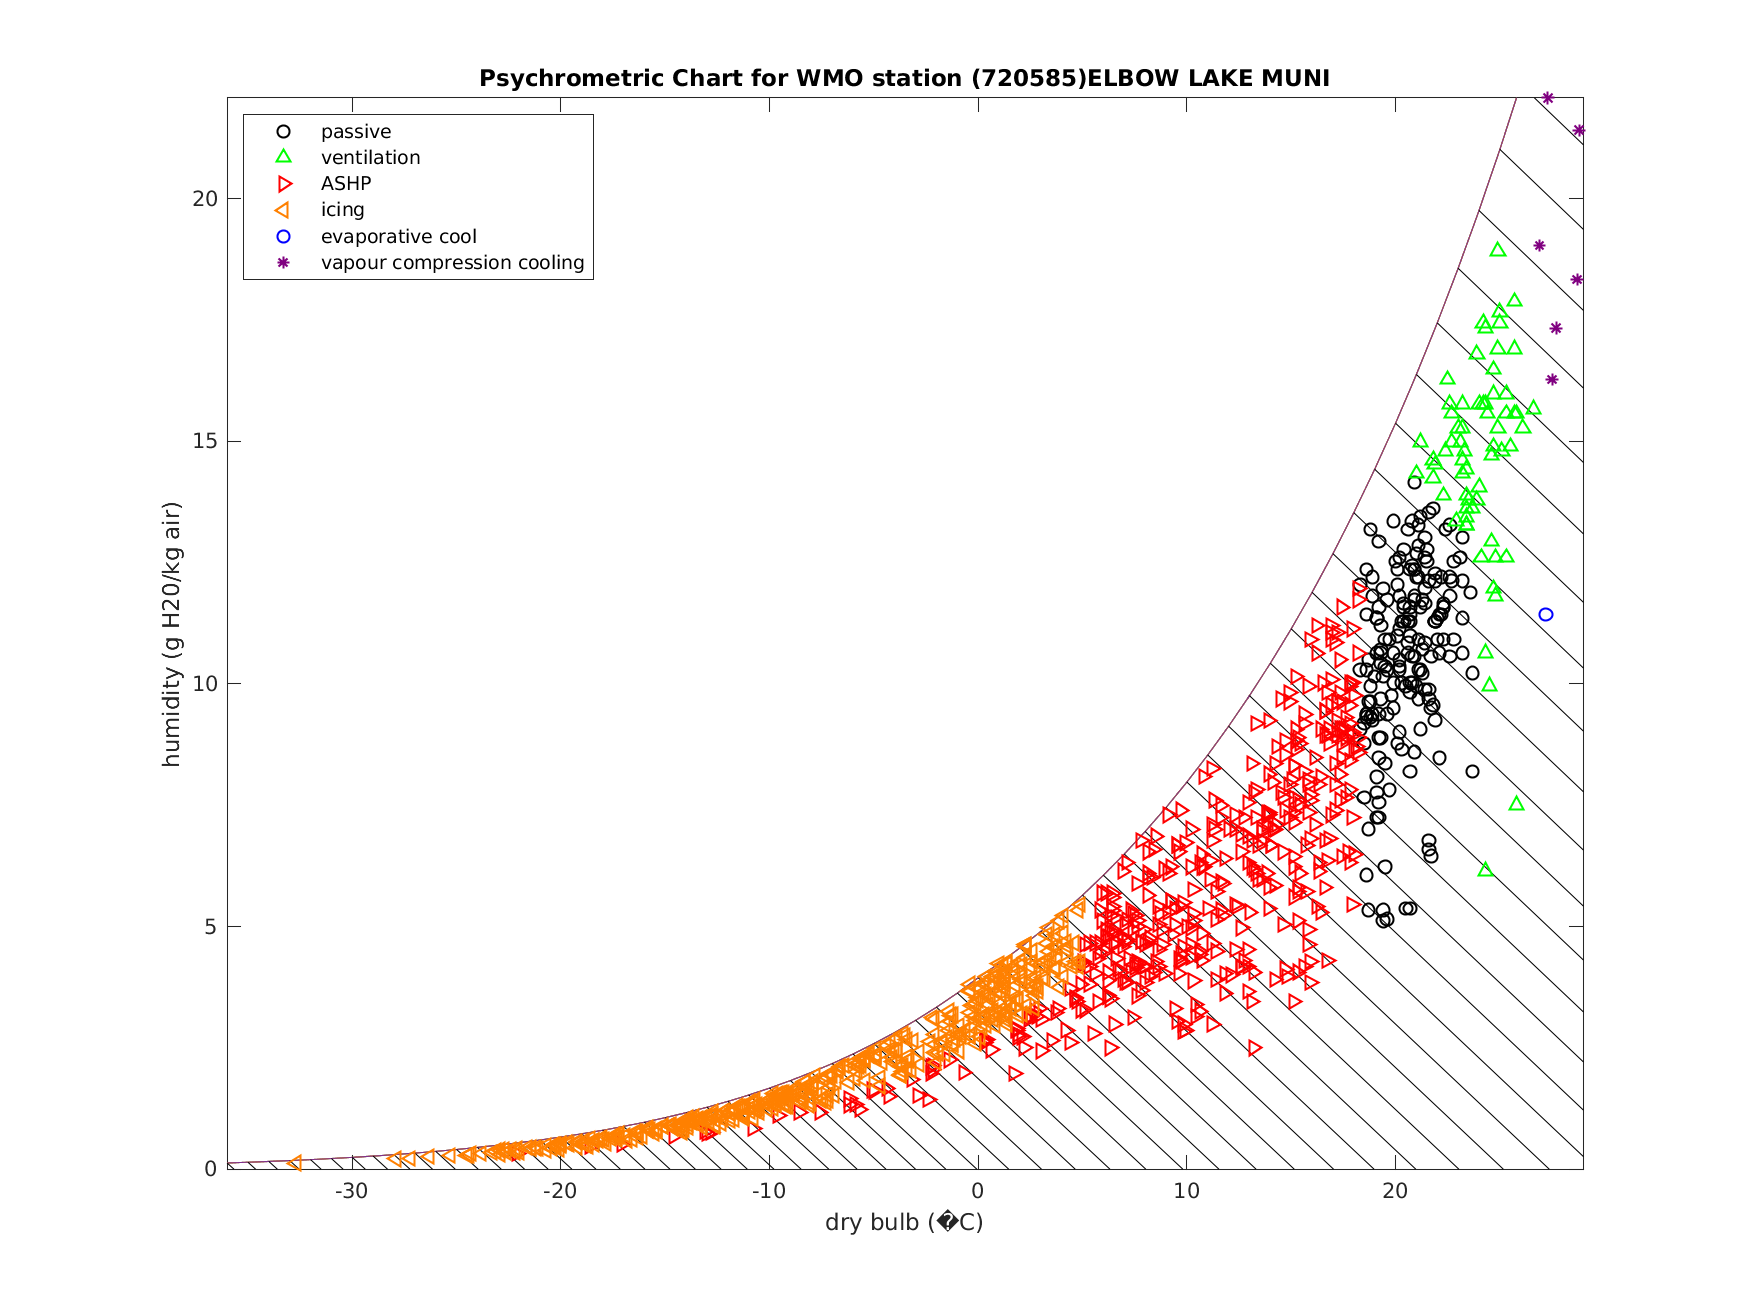 Psychrometric Chart for WMO station (720585)ELBOW LAKE MUNI
passive
ventilation
ASHP
icing
evaporative cool
vapour compression cooling
humidity (g H20/kg air)
20
15
10
5
0
-30 -20 -10 0 10 20
dry bulb (�C)